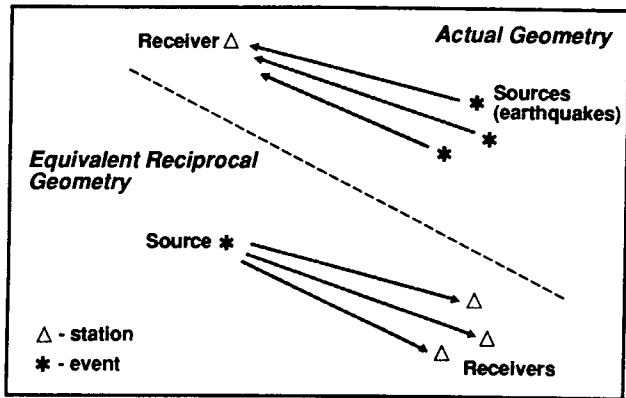 Receiver △
Actual Geometry
* Sources
(earthquakes)
Equivalent Reciprocal
Geometry
Source *
△ - station
* - event
Receivers